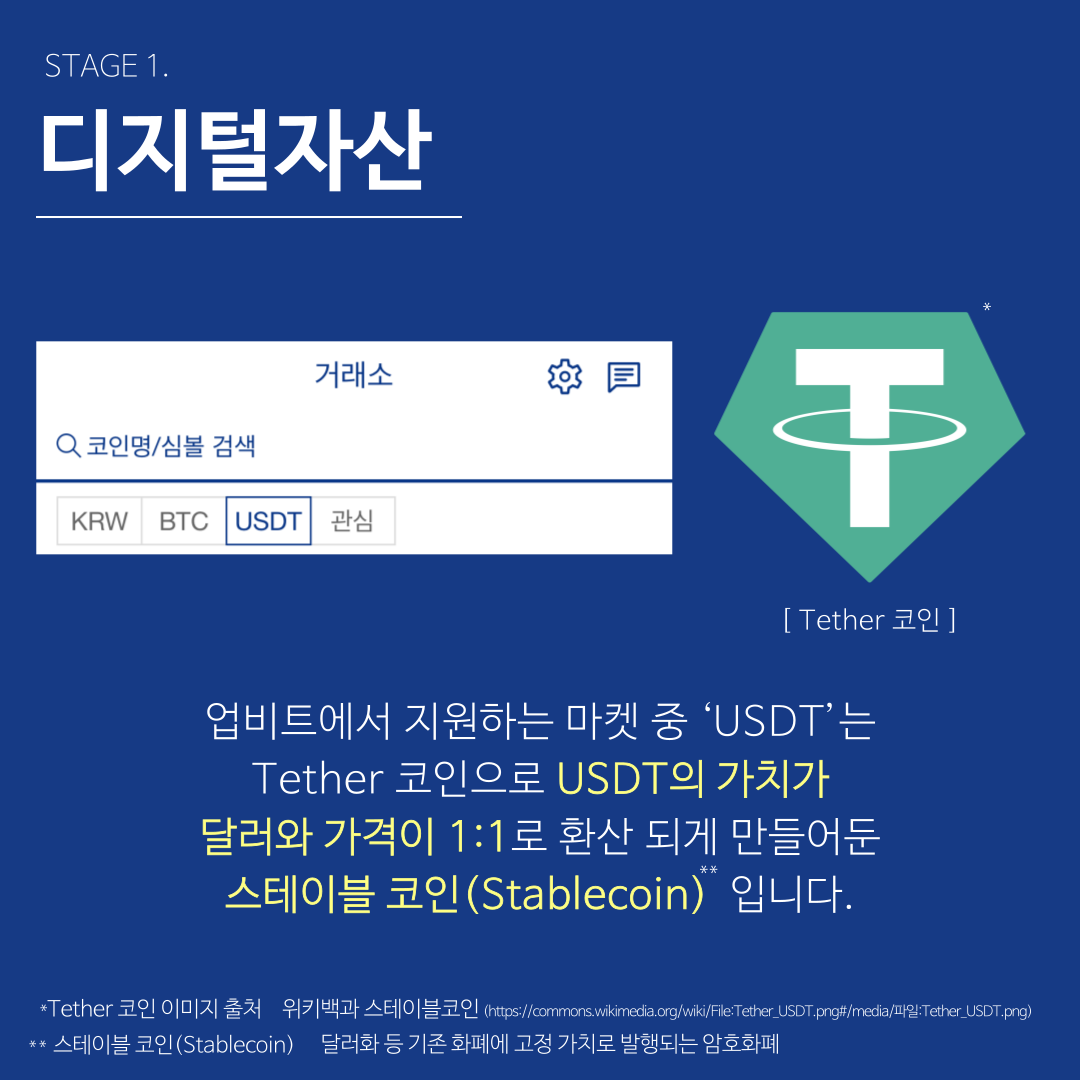 STAGE 1.
디지털자산
거래소
코인명/심볼 검색
KRW BTC USDT 관심
*
[ Tether 코인 ]
업비트에서 지원하는 마켓 중 ‘USDT’는
Tether 코인으로 USDT의 가치가
달러와 가격이 1:1로 환산 되게 만들어둔
스테이블 코인(Stablecoin)** 입니다.
*Tether 코인 이미지 출처 위키백과 스테이블코인 (https://commons.wikimedia.org/wiki/File:Tether_USDT.png#/media/파일:Tether_USDT.png)
** 스테이블 코인(Stablecoin) 달러화 등 기존 화폐에 고정 가치로 발행되는 암호화폐